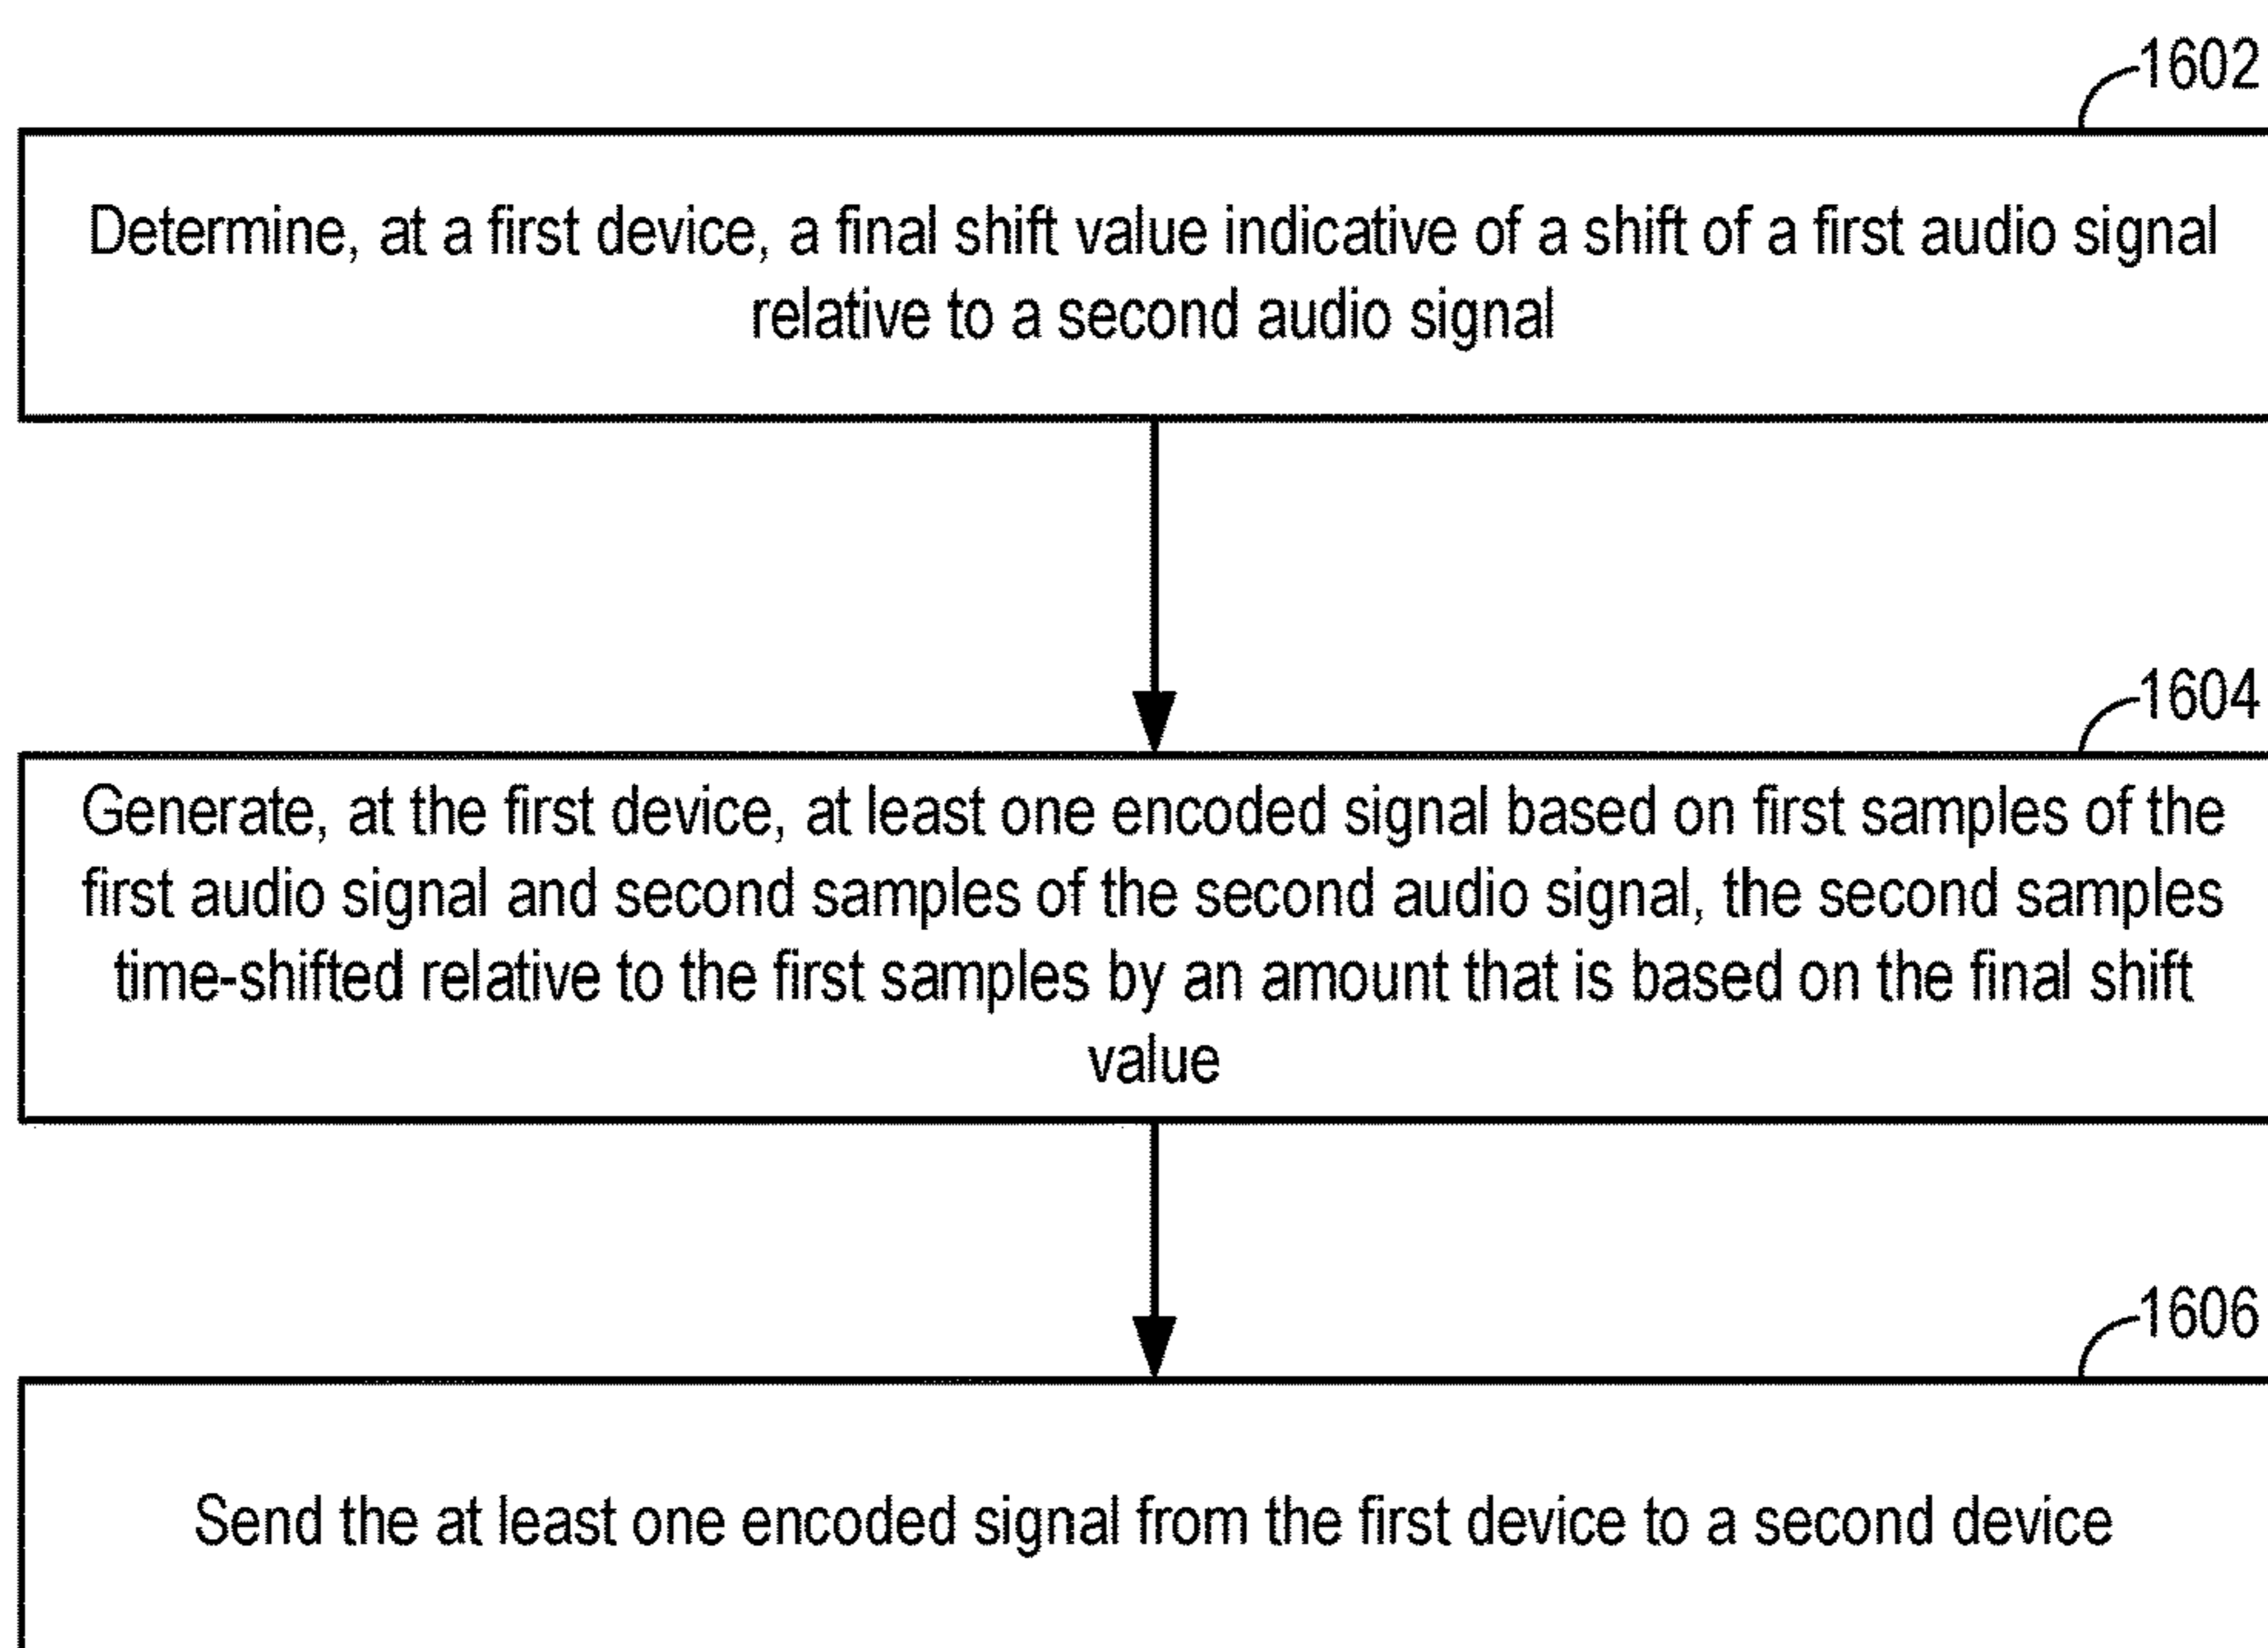 1602
Determine, at a first device, a final shift value indicative of a shift of a first audio signal
relative to a second audio signal
1604
Generate, at the first device, at least one encoded signal based on first samples of the
first audio signal and second samples of the second audio signal, the second samples
time-shifted relative to the first samples by an amount that is based on the final shift
value
1606
Send the at least one encoded signal from the first device to a second device